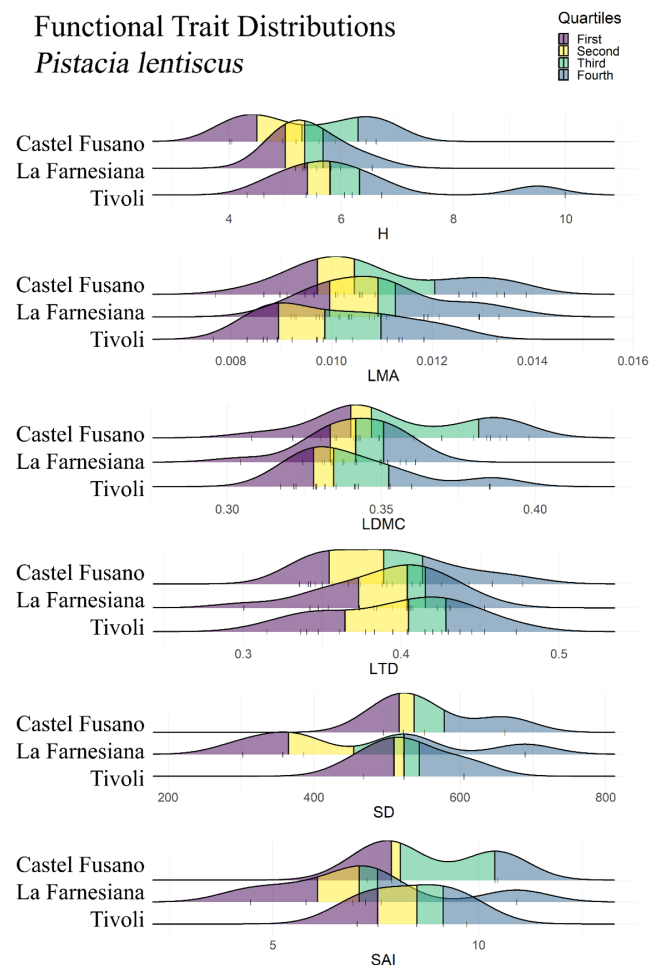 Functional Trait Distributions
Pistacia lentiscus
Quartiles
First
Second
Third
Fourth
Castel Fusano
La Farnesiana
Tivoli
4 6 8 10
H
Castel Fusano
La Farnesiana
Tivoli
0.008 0.010 0.012 0.014 0.016
LMA
Castel Fusano
La Farnesiana
Tivoli
0.30 0.35 0.40
LDMC
Castel Fusano
La Farnesiana
Tivoli
0.3 0.4 0.5
LTD
Castel Fusano
La Farnesiana
Tivoli
200 400 600 800
SD
Castel Fusano
La Farnesiana
Tivoli
5 10
SAI